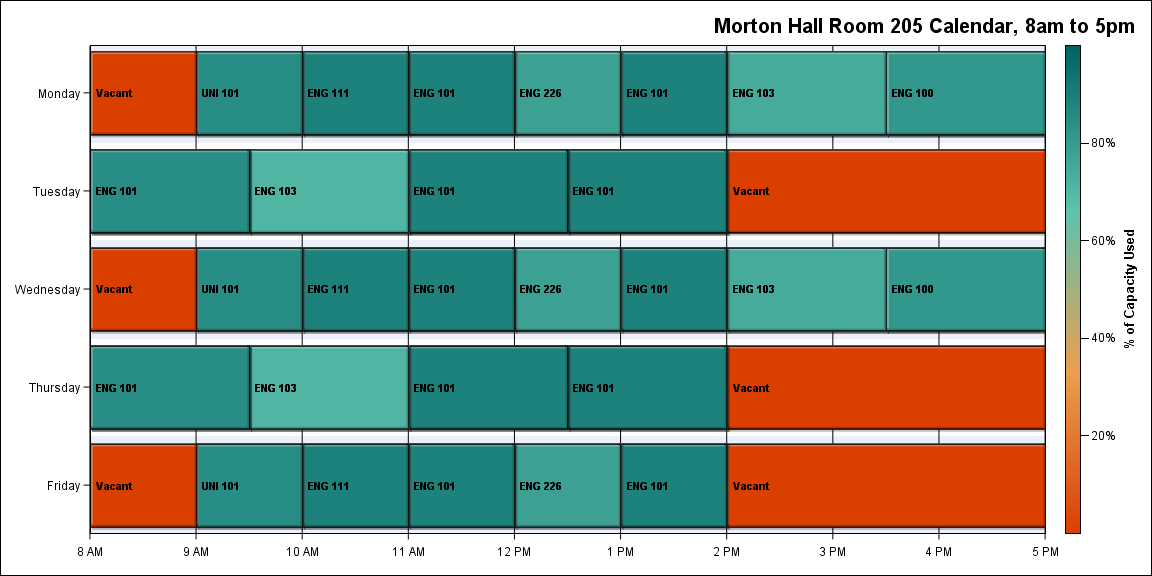 Morton Hall Room 205 Calendar, 8am to 5pm
Monday
Vacant
UNI 101
ENG 111
ENG 101
ENG 226
ENG 101
ENG 103
ENG 100
Tuesday
ENG 101
ENG 103
ENG 101
ENG 101
Vacant
Wednesday
Vacant
UNI 101
ENG 111
ENG 101
ENG 226
ENG 101
ENG 103
ENG 100
Thursday
ENG 101
ENG 103
ENG 101
ENG 101
Vacant
Friday
Vacant
UNI 101
ENG 111
ENG 101
ENG 226
ENG 101
Vacant
8 AM
9 AM
10 AM
11 AM
12 PM
1 PM
2 PM
3 PM
4 PM
5 PM
80%
60%
40%
20%
% of Capacity Used